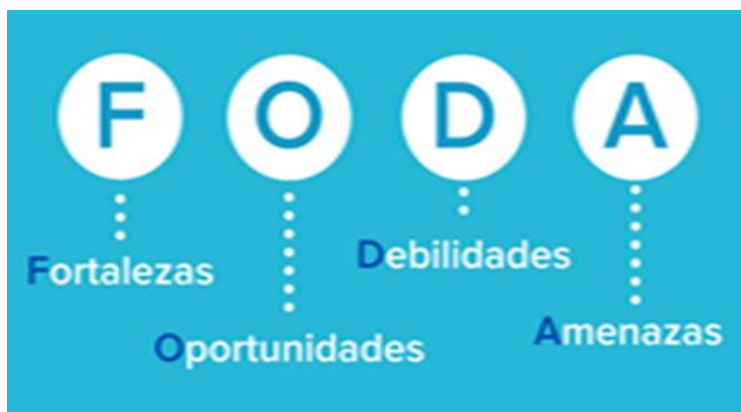 F O D A
Fortalezas
Oportunidades
Debilidades
Amenazas